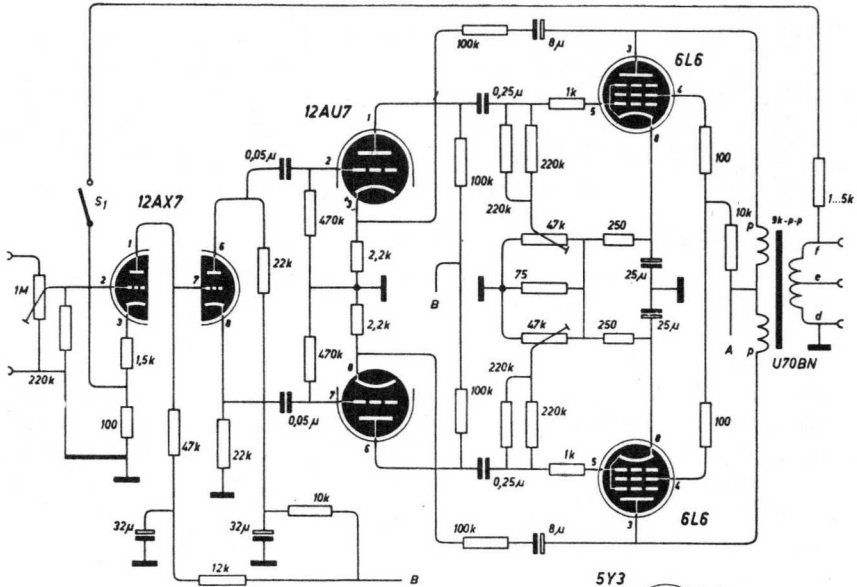 100k
8µ
6L6
3
4
5
8
12AU7
1
0,25µ
1k
0,05µ
2
3
100k
220k
220k
100
1...5k
S1
12AX7
1
6
470k
10k
9k-p-p
p
f
e
d
47k
250
22k
2,2k
25µ
1M
2
7
B
75
3
8
2,2k
25µ
47k
250
A
p
U70BN
1,5k
220k
470k
8
220k
100k
220k
100
100
7
0,05µ
6
47k
22k
1k
5
8
4
0,25µ
3
6L6
10k
32µ
32µ
100k
8µ
12k
B
5Y3